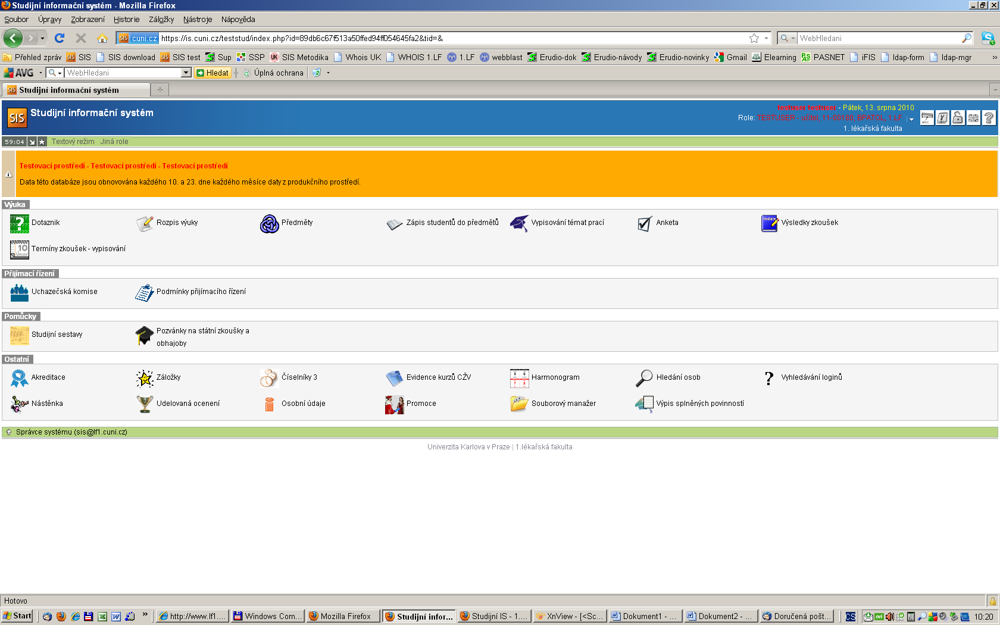 Studijní informační systém - Mozilla Firefox
Soubor Úpravy Zobrazení Historie Záložky Nástroje Nápověda
SIS cuni.cz https://is.cuni.cz/teststud/index.php?id=89db6c67f513a50ffed94ff054645fa2&tid=& WebHledani
Přehled zpráv SIS SIS download SIS test Sup SSP SIS Metodika Whois UK WHOIS 1.LF 1.LF webblast Erudio-dok Erudio-návody Erudio-novinky Gmail Elearning PASNET iFIS ldap-form ldap-mgr »
AVG WebHledani Hledat Úplná ochrana
Studijní informační systém
SIS Studijní informační systém
testuser testuser - Pátek, 13. srpna 2010
Role: TESTUSER - učitel, 11-00180, BPATOL, 1.LF
1. lékařská fakulta
59:04 Textový režim Jiná role
Testovací prostředí - Testovací prostředí - Testovací prostředí
Data této databáze jsou obnovována každého 10. a 23. dne každého měsíce daty z produkčního prostředí.
Výuka
Dotazník Rozpis výuky Předměty Zápis studentů do předmětů Vypisování témat prací Anketa Výsledky zkoušek
Termíny zkoušek - vypisování
Přijímací řízení
Uchazečská komise Podmínky přijímacího řízení
Pomůcky
Studijní sestavy Pozvánky na státní zkoušky a
obhajoby
Ostatní
Akreditace Záložky Číselníky 3 Evidence kurzů CŽV Harmonogram Hledání osob Vyhledávání loginů
Nástěnka Udelovaná ocenení Osobní údaje Promoce Souborový manažer Výpis splněných povinností
Správce systému (sis@lf1.cuni.cz)
Univerzita Karlova v Praze | 1.lékařská fakulta
Hotovo
Start » http://www.lf1.... Windows Com... Mozilla Firefox Studijní infor... Studijní IS - 1.... XnView - [<Sc... Dokument1 - ... Dokument2 - ... Doručená pošt... CS 10:20